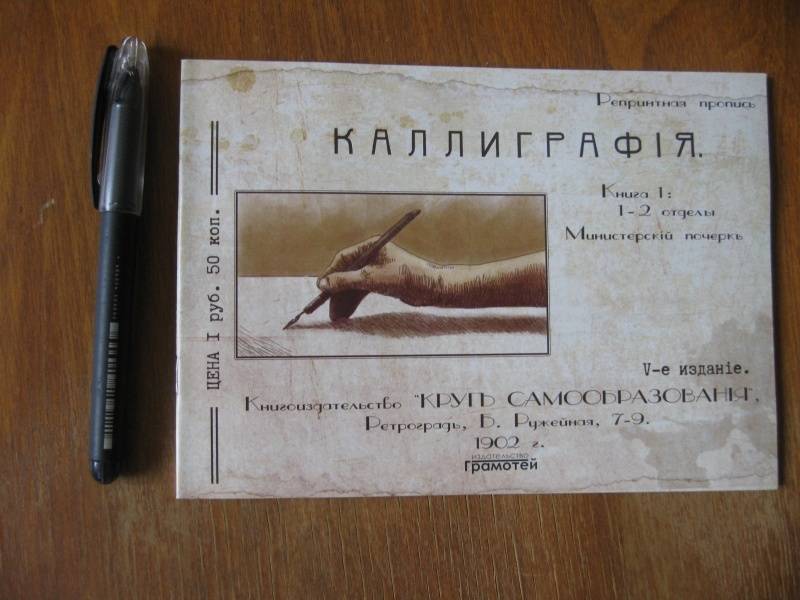 Репринтная пропись
КАЛЛИГРАФІЯ.
Книга 1:
1-2 отделы
Министерскій почеркъ
ЦЕНА I руб. 50 коп.
V-е изданіе.
Книгоиздательство "КРУГЪ САМООБРАЗОВАНІЯ",
Петроградъ, Б. Ружейная, 7-9.
1902 г.
издательство
Грамотей